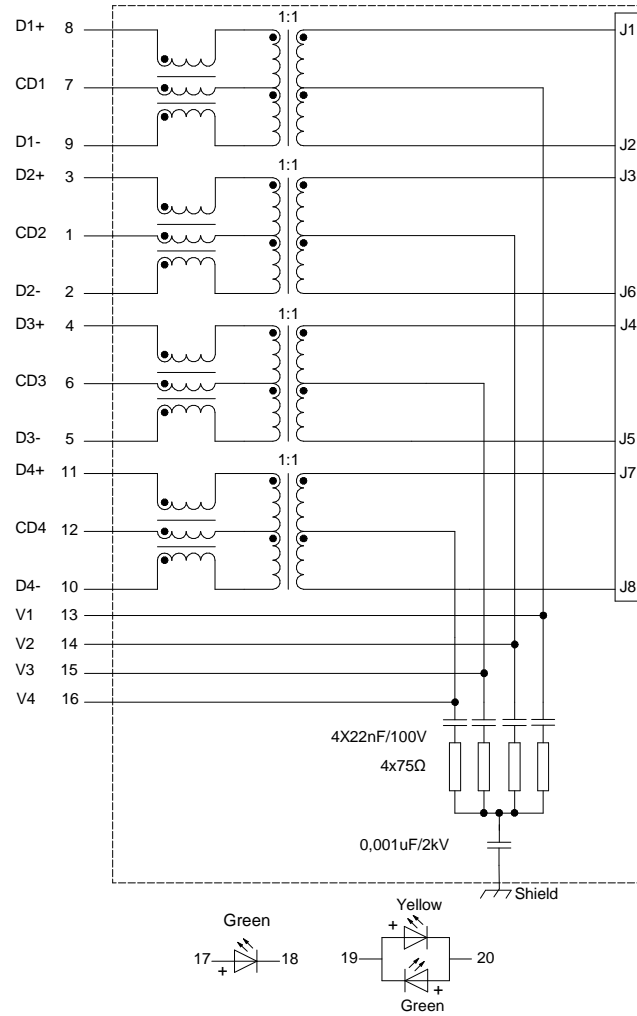 D1+ 8 1:1 J1
CD1 7
D1- 9 J2
D2+ 3 1:1 J3
CD2 1
D2- 2 J6
D3+ 4 1:1 J4
CD3 6
D3- 5 J5
D4+ 11 1:1 J7
CD4 12
D4- 10 J8
V1 13
V2 14
V3 15
V4 16
4X22nF/100V
4x75Ω
0,001uF/2kV
Shield
Green
17 + 18
Yellow
+
19 20
+
Green